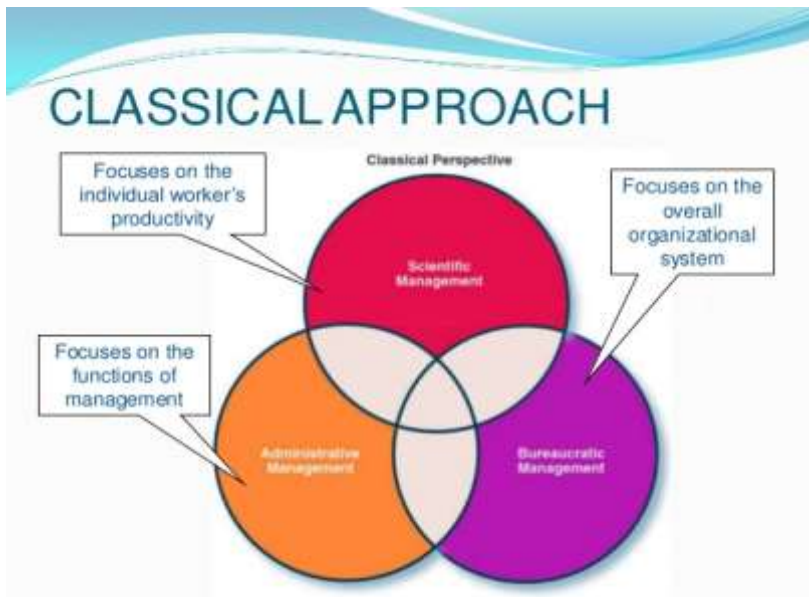 CLASSICAL APPROACH
Classical Perspective
Focuses on the
individual worker's
productivity
Focuses on the
overall
organizational
system
Scientific
Management
Focuses on the
functions of
management
Administrative
Management
Bureaucratic
Management